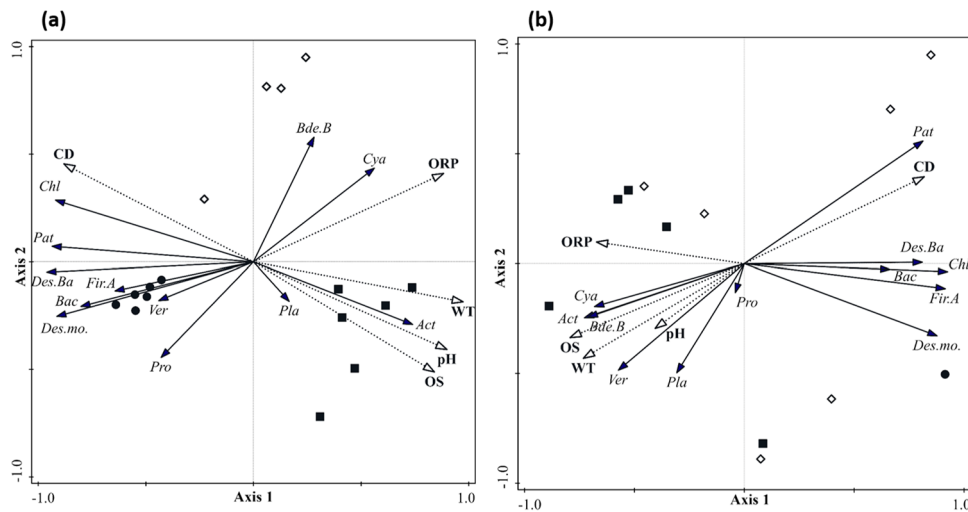 (a)
1.0
Bde.B
Cya
CD
ORP
Chl
Pat
Axis 2
Des.Ba
Fir.A
Bac
Ver
Pla
WT
Des.mo.
Act
pH
Pro
OS
-1.0
-1.0
Axis 1
1.0
(b)
1.0
Pat
CD
ORP
Des.Ba
Axis 2
Chl
Bac
Cya
Pro
Fir.A
Act
Bde.B
pH
OS
Des.mo.
WT
Ver
Pla
-1.0
-1.0
Axis 1
1.0